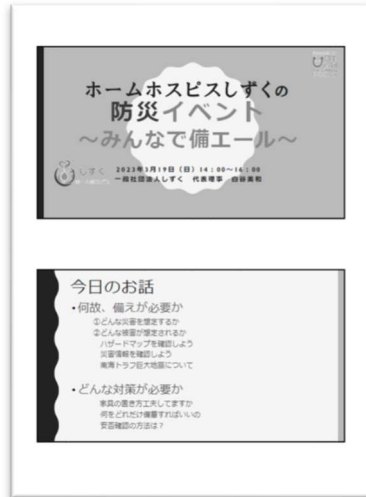 ホームホスピスしずくの
防災イベント
～みんなで備エール～
しずく
2023年3月19日（日）14：00～16：00
一般社団法人しずく　代表理事
今日のお話
・何故、備えが必要か
①どんな災害を想定するか
②どんな被害が想定されるか
ハザードマップを確認しよう
災害情報を確認しよう
南海トラフ巨大地震について
・どんな対策が必要か
家具の置き方工夫してますか
何をどれだけ備蓄すればいいの
安否確認の方法は？